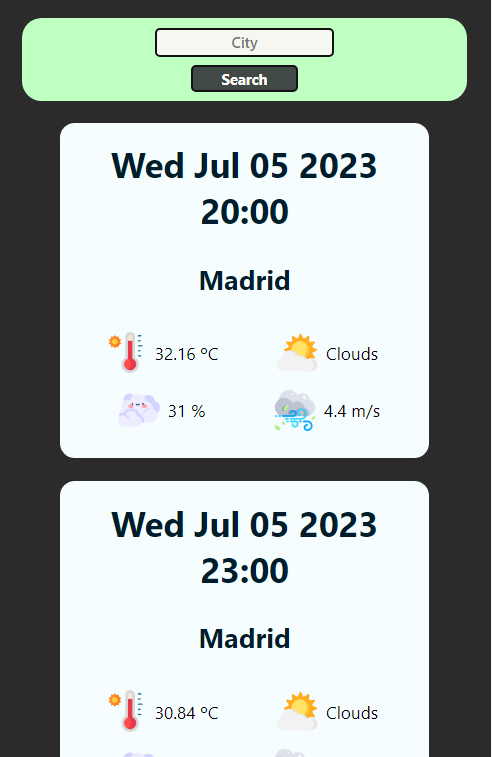 City
Search
Wed Jul 05 2023
20:00
Madrid
32.16 ºC
Clouds
31 %
4.4 m/s
Wed Jul 05 2023
23:00
Madrid
30.84 ºC
Clouds